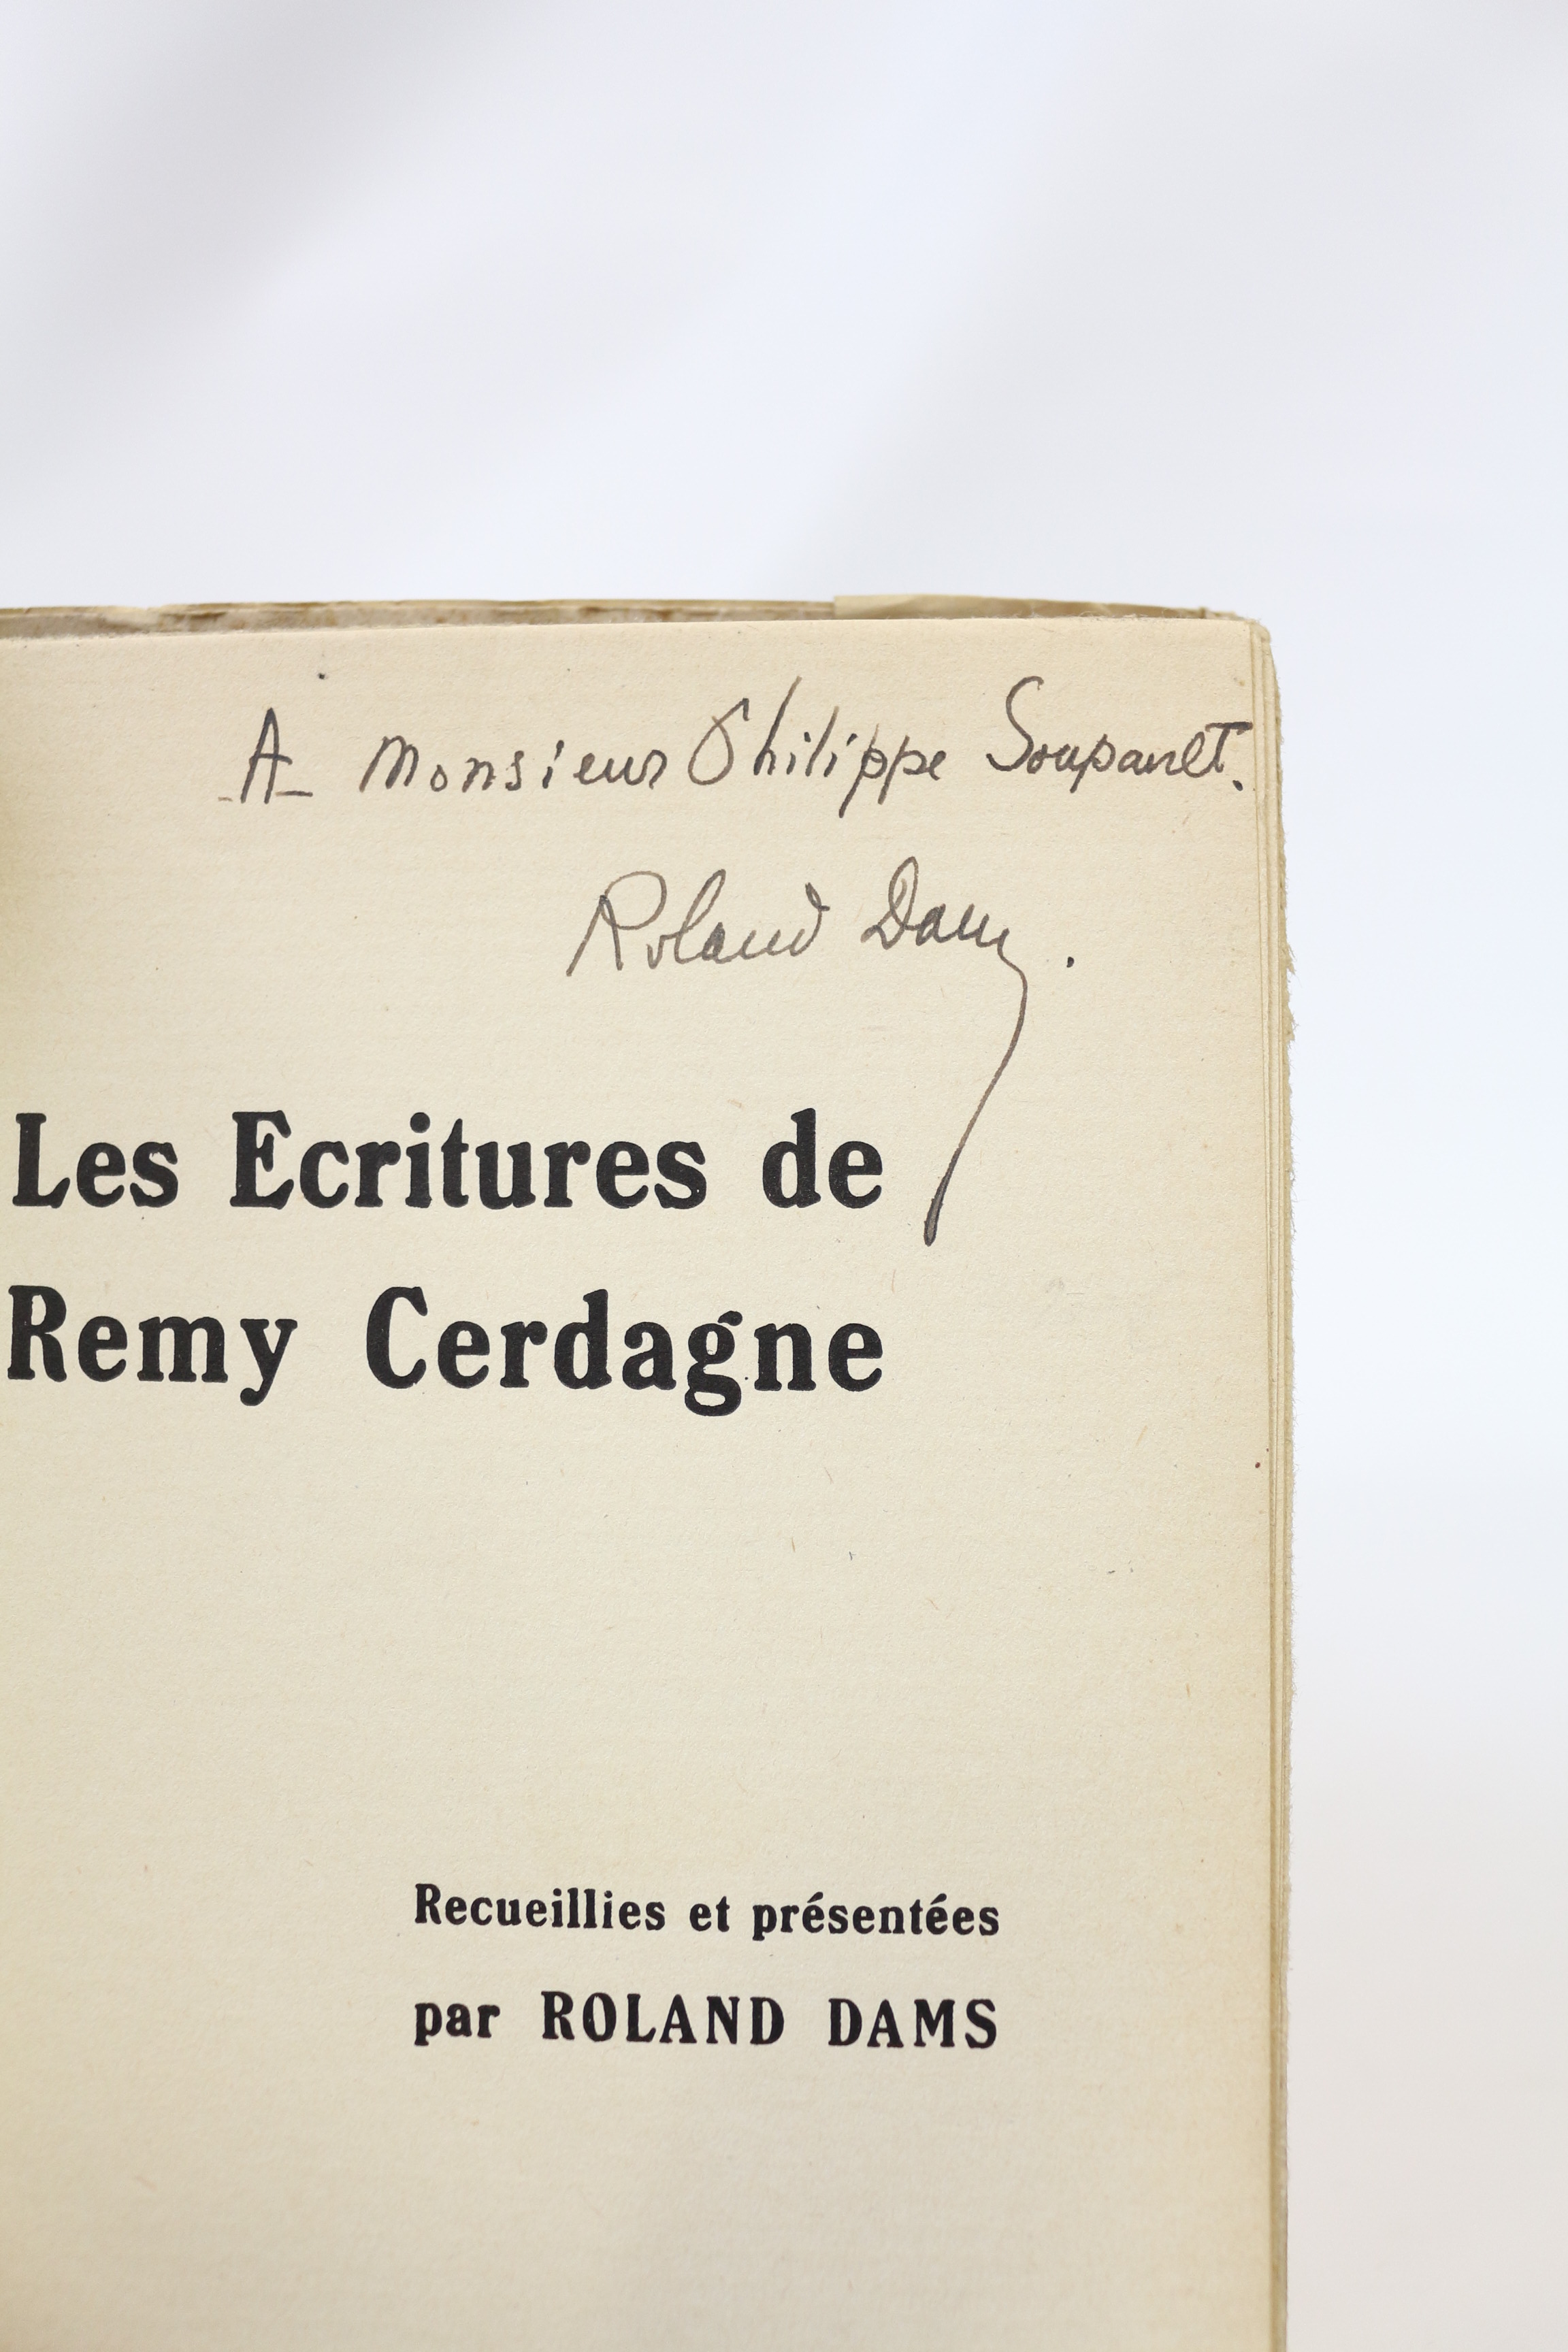 A Monsieur Philippe Soupault.
Roland Dams.
Les Ecritures de
Remy Cerdagne
Recueillies et présentées
par ROLAND DAMS